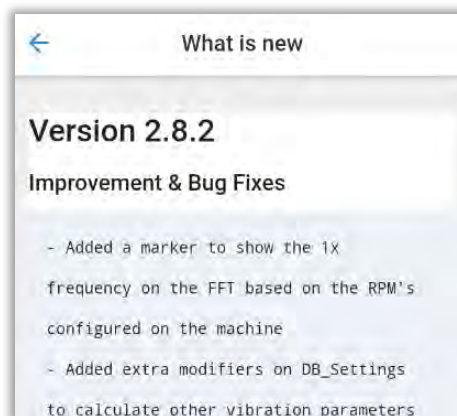 What is new
Version 2.8.2
Improvement & Bug Fixes
- Added a marker to show the 1x
frequency on the FFT based on the RPM's
configured on the machine
- Added extra modifiers on DB_Settings
to calculate other vibration parameters